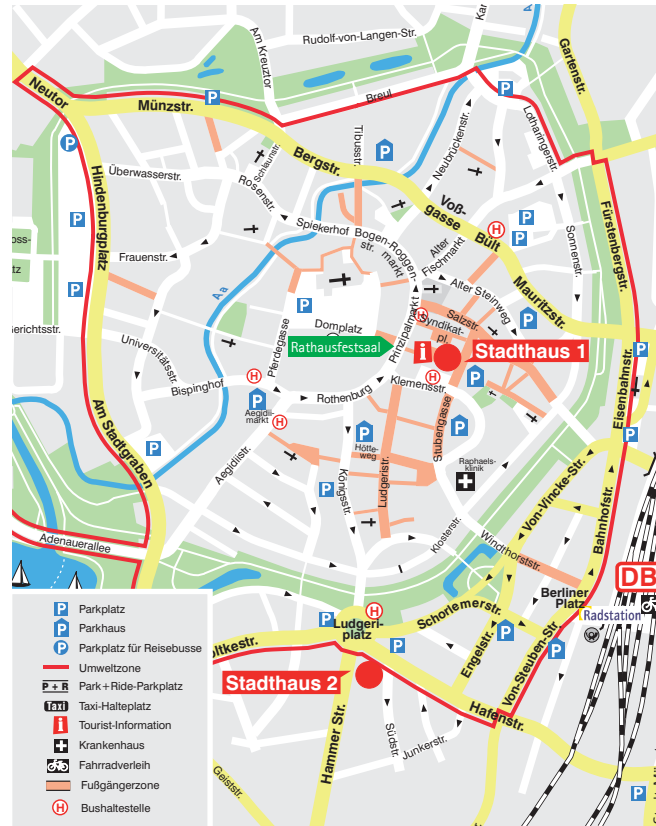 Rudolf-von-Langen-Str.
Am Kreuztor
Gartenstr.
Neutor
Münzstr.
Breul
Lotharingerstr.
Tibusstr.
Neubrückenstr.
Bergstr.
Schlaunstr.
Überwasserstr.
Rosenstr.
Voß-
gasse
Bült
Hindenburgplatz
Spiekerhof
Bogen-
str.
Roggen-
markt
Alter
Fischmarkt
Sonnenstr.
Fürstenbergstr.
Frauenstr.
Aa
Alter Steinweg
Mauritzstr.
Gerichtsstr.
Universitätsstr.
Pferdegasse
Domplatz
Prinzipalmarkt
Salzstr.
Syndikat-
pl.
Rathausfestsaal
Stadthaus 1
Bispinghof
Rothenburg
Klemensstr.
Eisenbahnstr.
Am Stadtgraben
Aegidii-
markt
Aegidiistr.
Stubengasse
Hötte-
weg
Königsstr.
Ludgeristr.
Raphaels-
klinik
Von-Vincke-Str.
Bahnhofstr.
Klosterstr.
Windthorststr.
Adenauerallee
DB
Berliner
Platz
Radstation
Ludgeri-
platz
Schorlemerstr.
Engelstr.
Von-Steuben-Str.
Stadthaus 2
Hafenstr.
Hammer Str.
Südstr.
Junkerstr.
Geiststr.
P Parkplatz
P Parkhaus
P Parkplatz für Reisebusse
Umweltzone
P + R Park+Ride-Parkplatz
Taxi Taxi-Halteplatz
i Tourist-Information
Krankenhaus
Fahrradverleih
Fußgängerzone
H Bushaltestelle